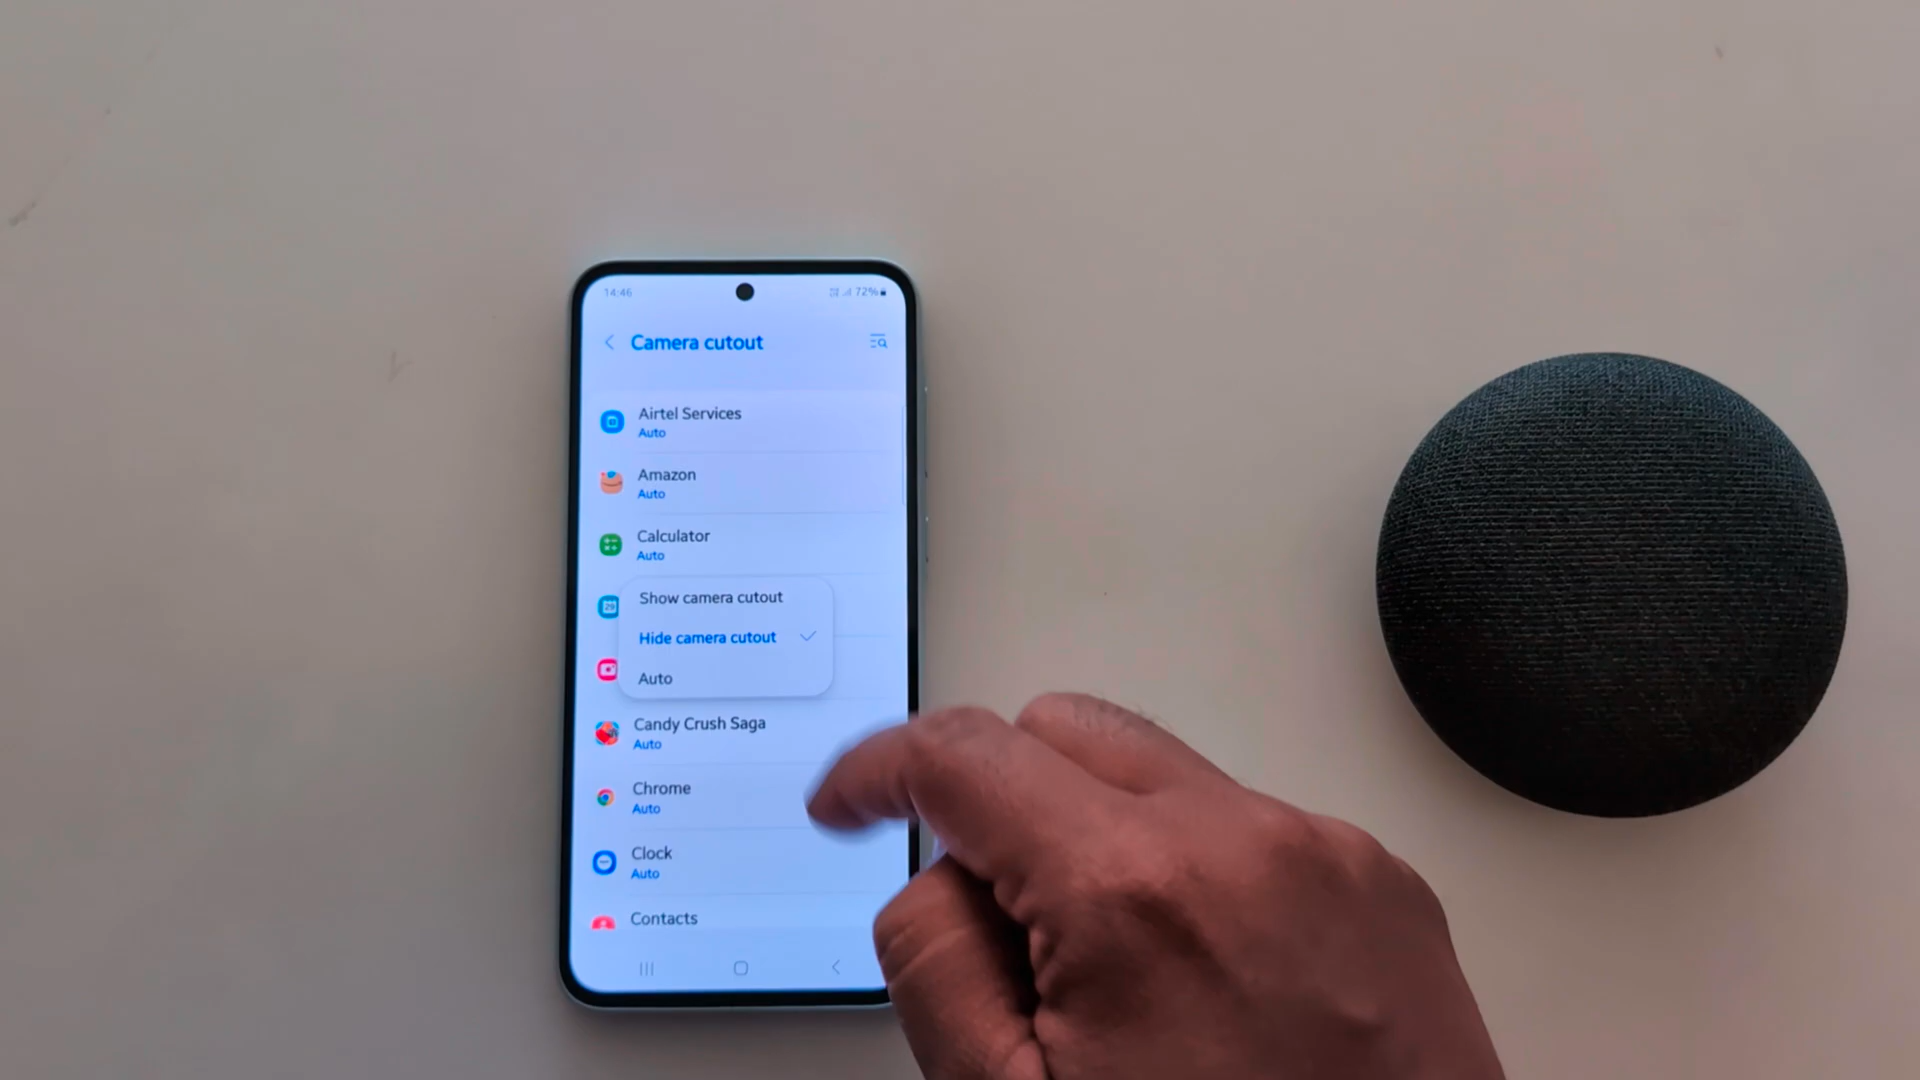 14:46
72%
Camera cutout
Airtel Services
Auto
Amazon
Auto
Calculator
Auto
29
Show camera cutout
Hide camera cutout
Auto
Candy Crush Saga
Auto
Chrome
Auto
Clock
Auto
Contacts